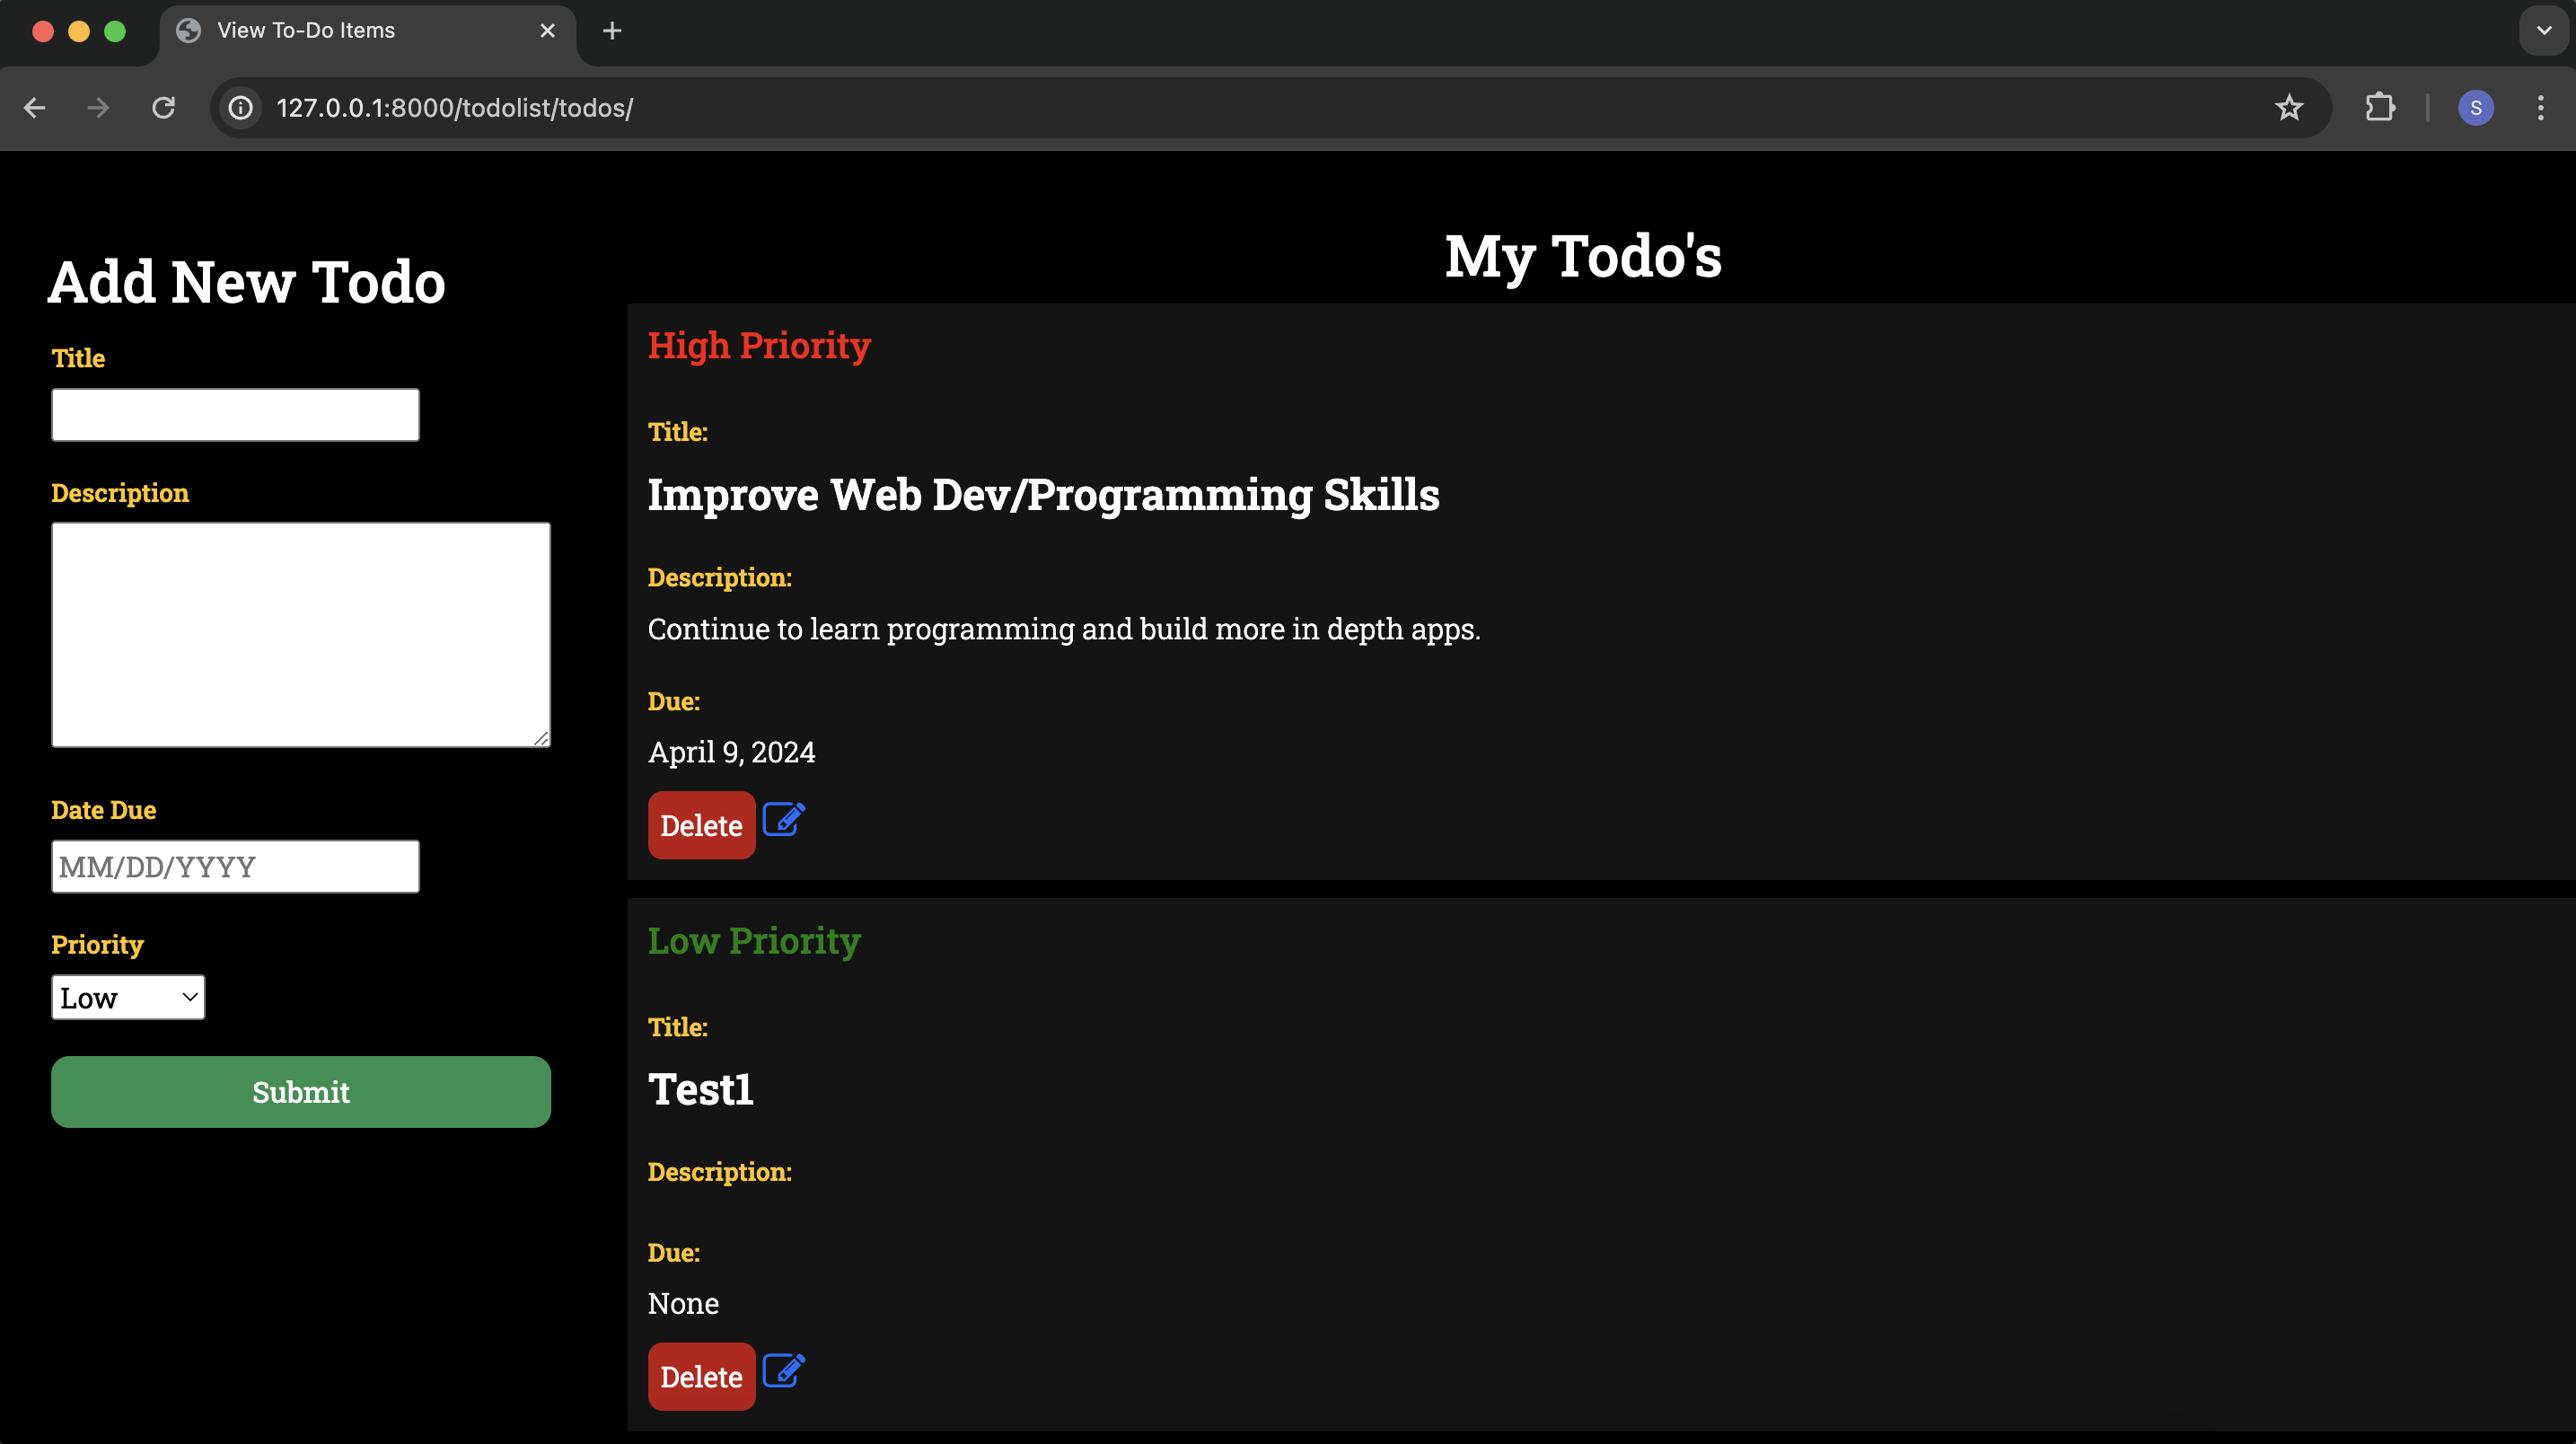 View To-Do Items
127.0.0.1:8000/todolist/todos/
S
Add New Todo
Title
Description
Date Due
MM/DD/YYYY
Priority
Low
Submit
My Todo's
High Priority
Title:
Improve Web Dev/Programming Skills
Description:
Continue to learn programming and build more in depth apps.
Due:
April 9, 2024
Delete
Low Priority
Title:
Test1
Description:
Due:
None
Delete